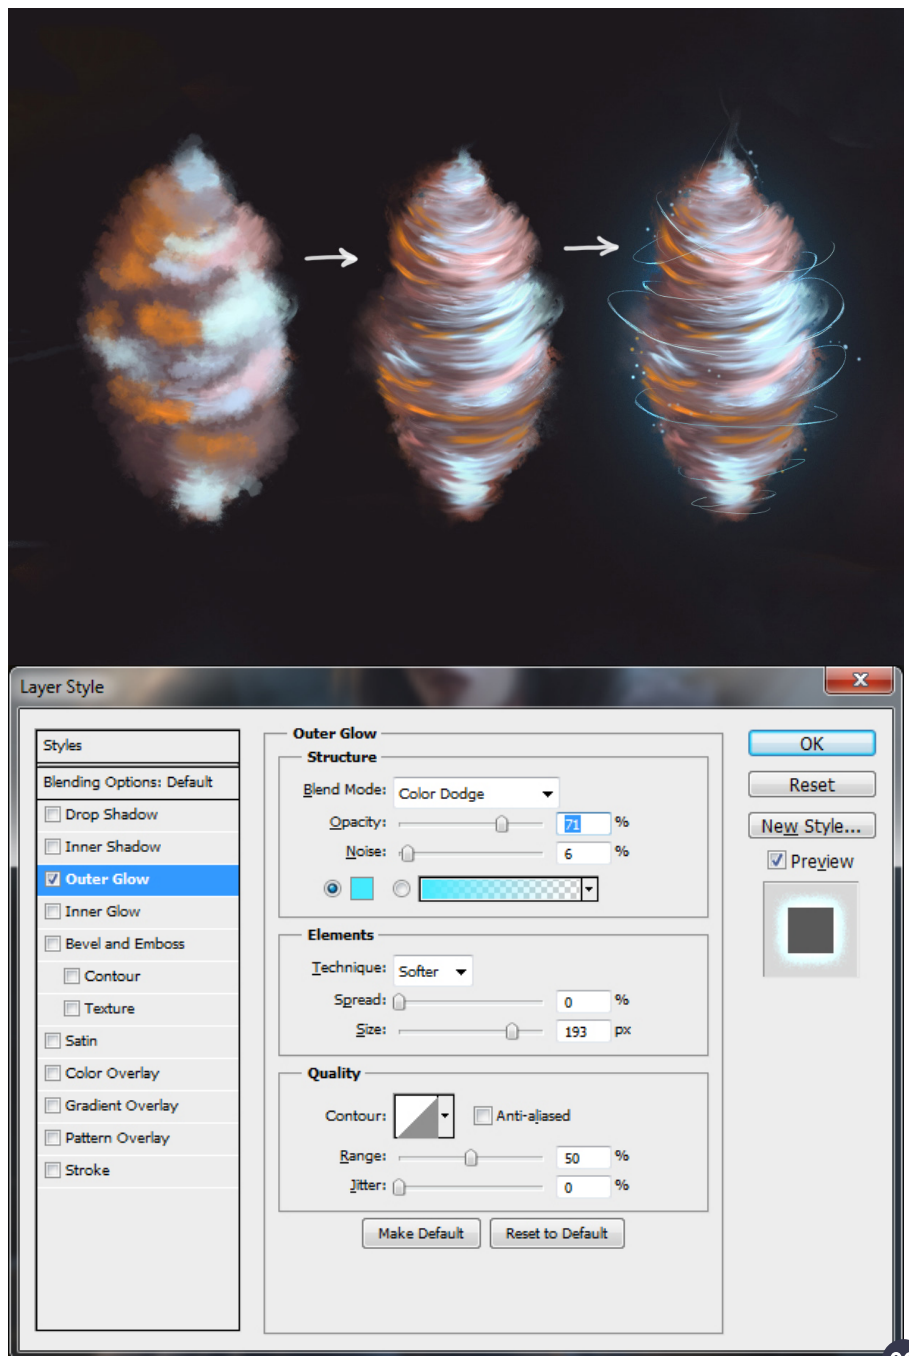 Layer Style
Styles
Blending Options: Default
Drop Shadow
Inner Shadow
Outer Glow
Inner Glow
Bevel and Emboss
Contour
Texture
Satin
Color Overlay
Gradient Overlay
Pattern Overlay
Stroke
Outer Glow
Structure
Blend Mode: Color Dodge
Opacity: 71 %
Noise: 6 %
Elements
Technique: Softer
Spread: 0 %
Size: 193 px
Quality
Contour: Anti-aliased
Range: 50 %
Jitter: 0 %
Make Default Reset to Default
OK
Reset
New Style...
Preview